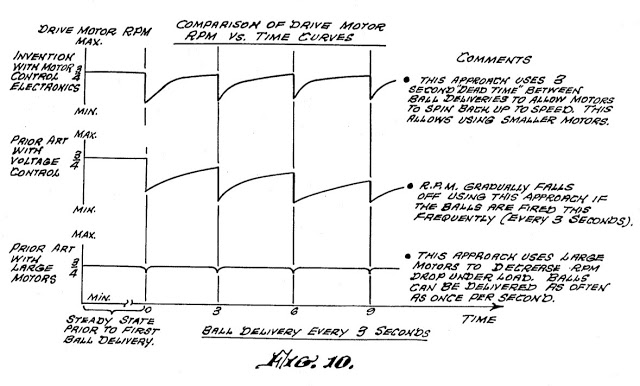 DRIVE MOTOR RPM
COMPARISON OF DRIVE MOTOR
RPM VS. TIME CURVES
MAX.
INVENTION
WITH MOTOR
CONTROL
ELECTRONICS
3/4
MIN.
COMMENTS
• THIS APPROACH USES 3
SECOND "DEAD TIME" BETWEEN
BALL DELIVERIES TO ALLOW MOTORS
TO SPIN BACK UP TO SPEED. THIS
ALLOWS USING SMALLER MOTORS.
MAX.
PRIOR ART
WITH
VOLTAGE
CONTROL
3/4
MIN.
• R.P.M. GRADUALLY FALLS
OFF USING THIS APPROACH IF
THE BALLS ARE FIRED THIS
FREQUENTLY (EVERY 3 SECONDS).
MAX.
PRIOR ART
WITH
LARGE
MOTORS
3/4
MIN.
• THIS APPROACH USES LARGE
MOTORS TO DECREASE RPM
DROP UNDER LOAD. BALLS
CAN BE DELIVERED AS OFTEN
AS ONCE PER SECOND.
0 3 6 9
TIME
STEADY STATE
PRIOR TO FIRST
BALL DELIVERY.
BALL DELIVERY EVERY 3 SECONDS
FIG. 10.